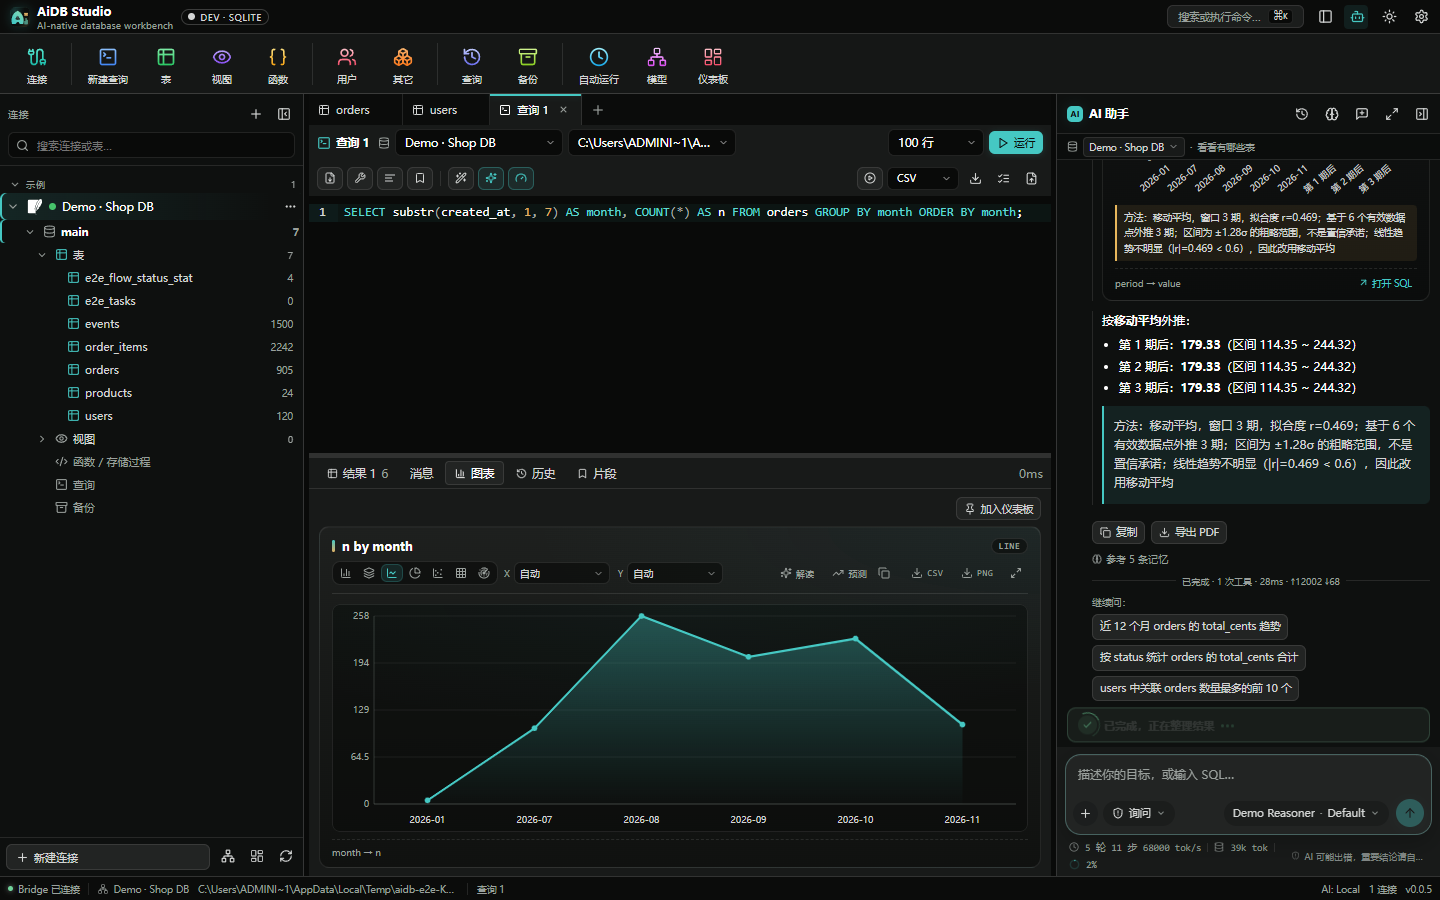 AiDB Studio
AI-native database workbench
DEV · SQLITE
搜索或执行命令... ⌘K
连接
新建查询
表
视图
函数
用户
其它
查询
备份
自动运行
模型
仪表板
连接
搜索连接或表...
示例 1
Demo · Shop DB
main 7
表 7
e2e_flow_status_stat 4
e2e_tasks 0
events 1500
order_items 2242
orders 905
products 24
users 120
视图 0
函数 / 存储过程
查询
备份
新建连接
orders
users
查询 1
查询 1
Demo · Shop DB
C:\Users\ADMINI~1\A...
100 行
运行
CSV
1 SELECT substr(created_at, 1, 7) AS month, COUNT(*) AS n FROM orders GROUP BY month ORDER BY month;
结果 1 6
消息
图表
历史
片段
0ms
加入仪表板
n by month
LINE
X 自动
Y 自动
解读
预测
CSV
PNG
258
194
129
64.5
0
2026-01 2026-07 2026-08 2026-09 2026-10 2026-11
month → n
AI AI 助手
Demo · Shop DB · 看看有哪些表
2026-01 2026-07 2026-08 2026-09 2026-10 2026-11 第 1 期后 第 2 期后 第 3 期后
方法：移动平均，窗口 3 期，拟合度 r=0.469；基于 6 个有效数据
点外推 3 期；区间为 ±1.28σ 的粗略范围，不是置信承诺；线性趋
势不明显（|r|=0.469 < 0.6），因此改用移动平均
period → value
打开 SQL
按移动平均外推：
• 第 1 期后：179.33（区间 114.35 ~ 244.32）
• 第 2 期后：179.33（区间 114.35 ~ 244.32）
• 第 3 期后：179.33（区间 114.35 ~ 244.32）
方法：移动平均，窗口 3 期，拟合度 r=0.469；基于 6 个
有效数据点外推 3 期；区间为 ±1.28σ 的粗略范围，不是
置信承诺；线性趋势不明显（|r|=0.469 < 0.6），因此改
用移动平均
复制
导出 PDF
参考 5 条记忆
已完成 · 1 次工具 · 28ms · ↑12002 ↓68
继续问：
近 12 个月 orders 的 total_cents 趋势
按 status 统计 orders 的 total_cents 合计
users 中关联 orders 数量最多的前 10 个
已完成，正在整理结果
描述你的目标，或输入 SQL...
询问
Demo Reasoner · Default
5 轮 11 步 68000 tok/s
39k tok
2%
AI 可能出错，重要结论请自...
Bridge 已连接
Demo · Shop DB
C:\Users\ADMINI~1\AppData\Local\Temp\aidb-e2e-K...
查询 1
AI: Local
1 连接
v0.0.5